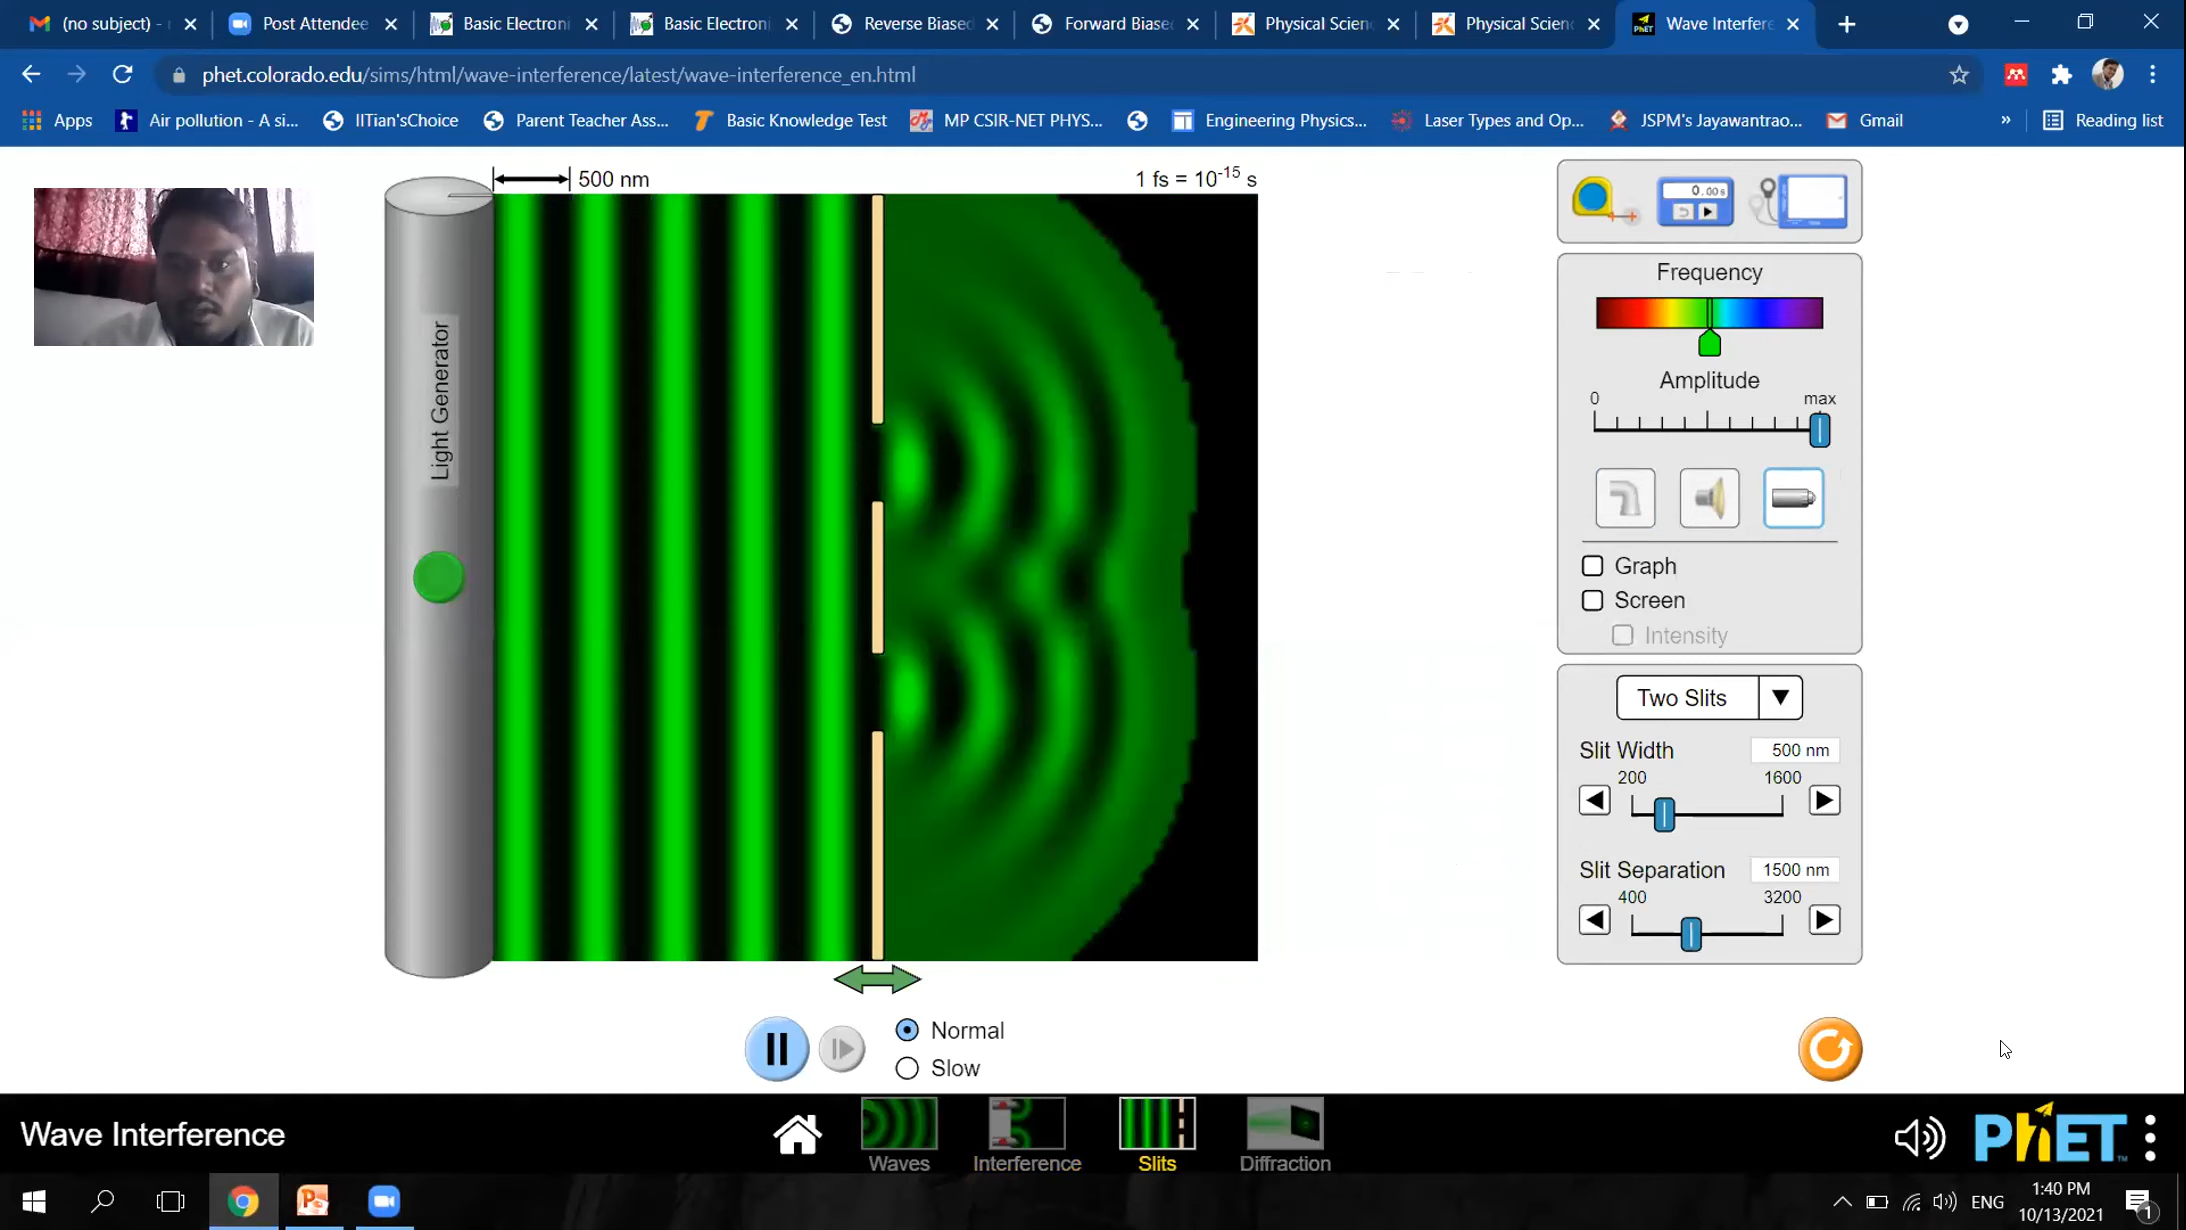 (no subject) -
Post Attendee
Basic Electroni
Basic Electroni
Reverse Biased
Forward Biase
Physical Scien
Physical Scien
Wave Interfere
phet.colorado.edu/sims/html/wave-interference/latest/wave-interference_en.html
Apps
Air pollution - A si...
IITian'sChoice
Parent Teacher Ass...
Basic Knowledge Test
MP CSIR-NET PHYS...
Engineering Physics...
Laser Types and Op...
JSPM's Jayawantrao...
Gmail
»
Reading list
500 nm
1 fs = 10⁻¹⁵ s
Light Generator
0.00s
Frequency
Amplitude
0 max
Graph
Screen
Intensity
Two Slits
Slit Width 500 nm
200 1600
Slit Separation 1500 nm
400 3200
Normal
Slow
Wave Interference
Waves
Interference
Slits
Diffraction
PhET
ENG
1:40 PM
10/13/2021
1